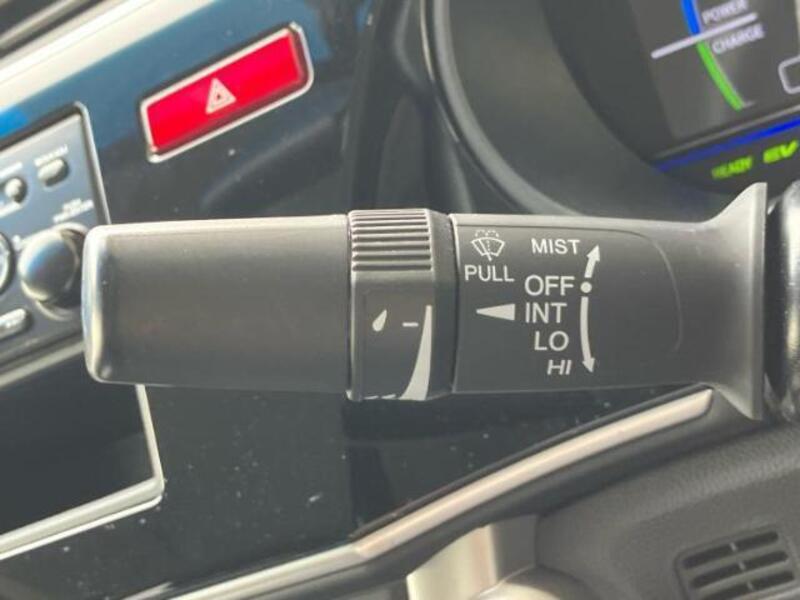 POWER
CHARGE
READY EV
MIST
PULL
OFF
INT
LO
HI